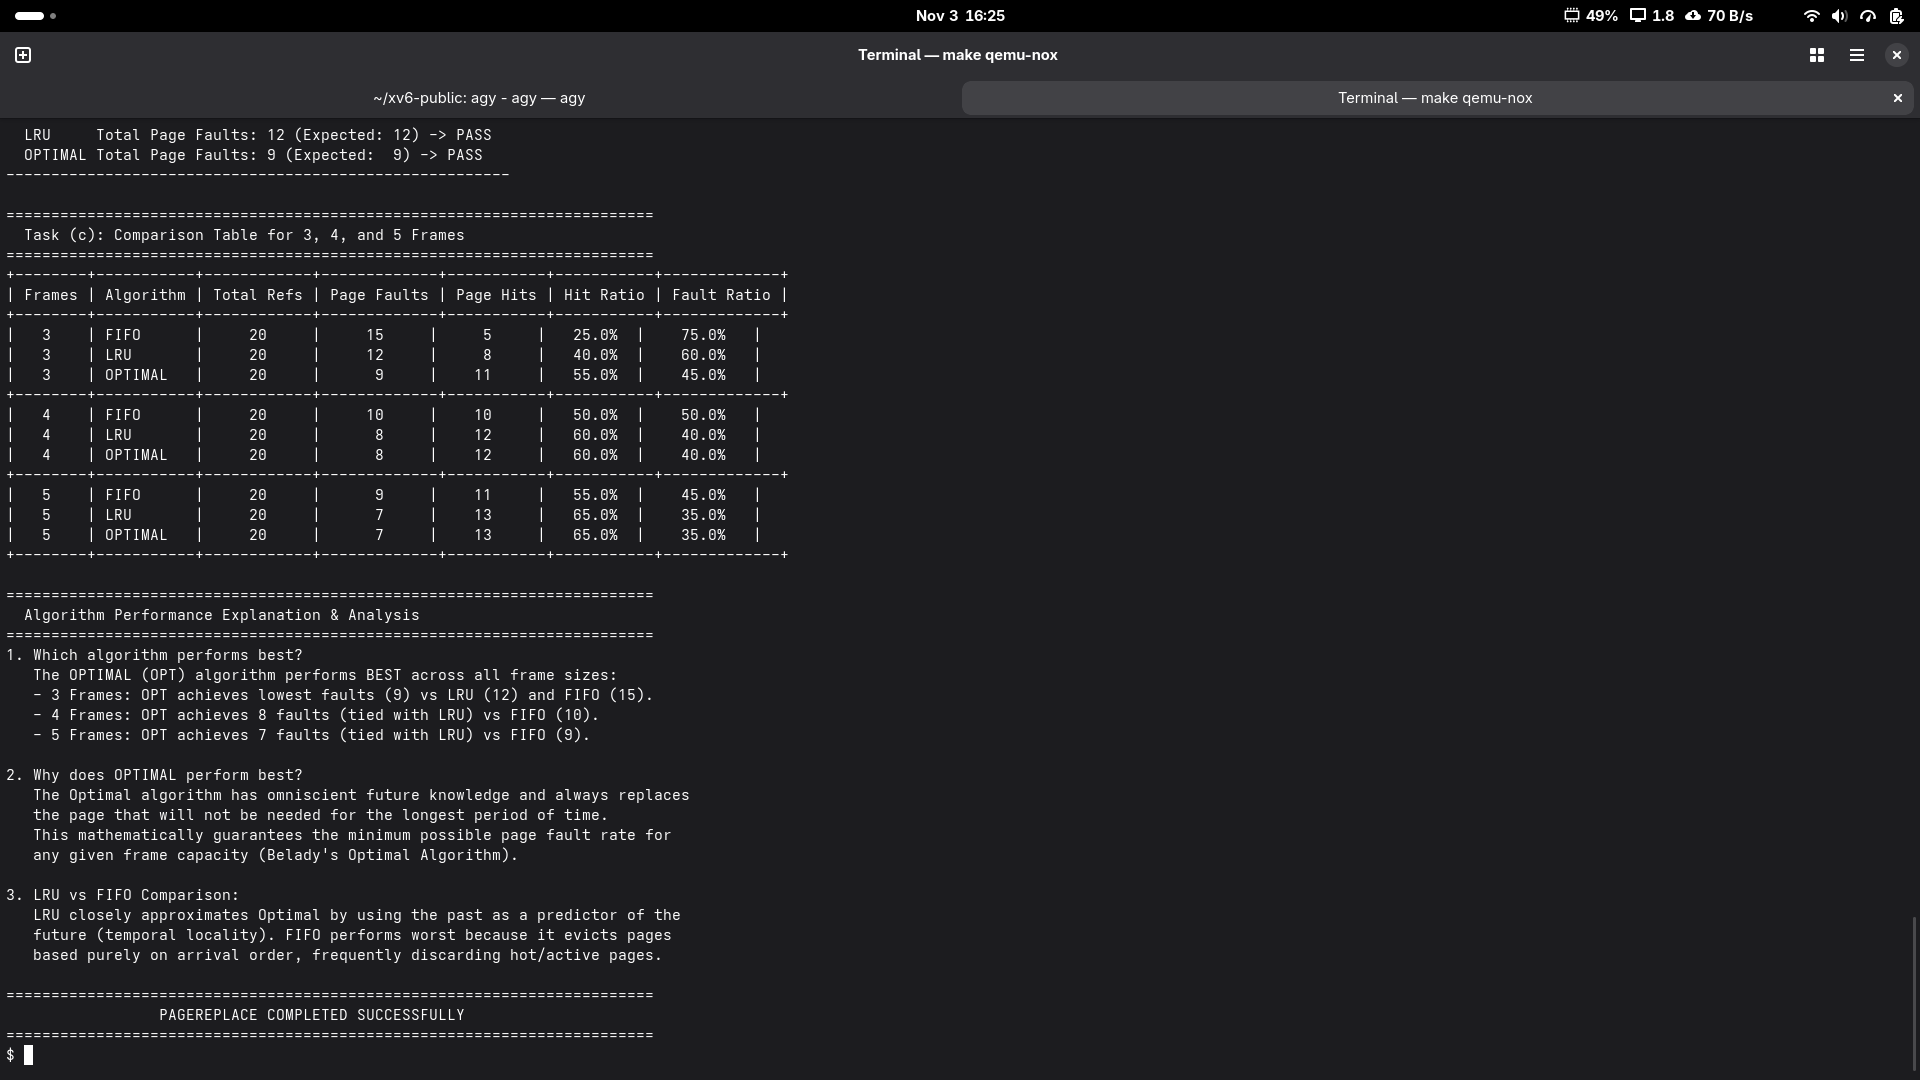 Nov 3 16:25
49% 1.8 70 B/s
Terminal — make qemu-nox
~/xv6-public: agy - agy — agy
Terminal — make qemu-nox
  LRU     Total Page Faults: 12 (Expected: 12) -> PASS
  OPTIMAL Total Page Faults: 9 (Expected:  9) -> PASS
--------------------------------------------------------
========================================================================
  Task (c): Comparison Table for 3, 4, and 5 Frames
========================================================================
+--------+-----------+------------+-------------+-----------+-----------+-------------+
| Frames | Algorithm | Total Refs | Page Faults | Page Hits | Hit Ratio | Fault Ratio |
+--------+-----------+------------+-------------+-----------+-----------+-------------+
|   3    | FIFO      |     20     |     15      |     5     |   25.0%  |    75.0%   |
|   3    | LRU       |     20     |     12      |     8     |   40.0%  |    60.0%   |
|   3    | OPTIMAL   |     20     |      9     |    11     |   55.0%  |    45.0%   |
+--------+-----------+------------+-------------+-----------+-----------+-------------+
|   4    | FIFO      |     20     |     10     |    10     |   50.0%  |    50.0%   |
|   4    | LRU       |     20     |      8     |    12     |   60.0%  |    40.0%   |
|   4    | OPTIMAL   |     20     |      8     |    12     |   60.0%  |    40.0%   |
+--------+-----------+------------+-------------+-----------+-----------+-------------+
|   5    | FIFO      |     20     |      9     |    11     |   55.0%  |    45.0%   |
|   5    | LRU       |     20     |      7     |    13     |   65.0%  |    35.0%   |
|   5    | OPTIMAL   |     20     |      7     |    13     |   65.0%  |    35.0%   |
+--------+-----------+------------+-------------+-----------+-----------+-------------+
========================================================================
  Algorithm Performance Explanation & Analysis
========================================================================
1. Which algorithm performs best?
   The OPTIMAL (OPT) algorithm performs BEST across all frame sizes:
   - 3 Frames: OPT achieves lowest faults (9) vs LRU (12) and FIFO (15).
   - 4 Frames: OPT achieves 8 faults (tied with LRU) vs FIFO (10).
   - 5 Frames: OPT achieves 7 faults (tied with LRU) vs FIFO (9).
2. Why does OPTIMAL perform best?
   The Optimal algorithm has omniscient future knowledge and always replaces
   the page that will not be needed for the longest period of time.
   This mathematically guarantees the minimum possible page fault rate for
   any given frame capacity (Belady's Optimal Algorithm).
3. LRU vs FIFO Comparison:
   LRU closely approximates Optimal by using the past as a predictor of the
   future (temporal locality). FIFO performs worst because it evicts pages
   based purely on arrival order, frequently discarding hot/active pages.
========================================================================
                 PAGEREPLACE COMPLETED SUCCESSFULLY
========================================================================
$